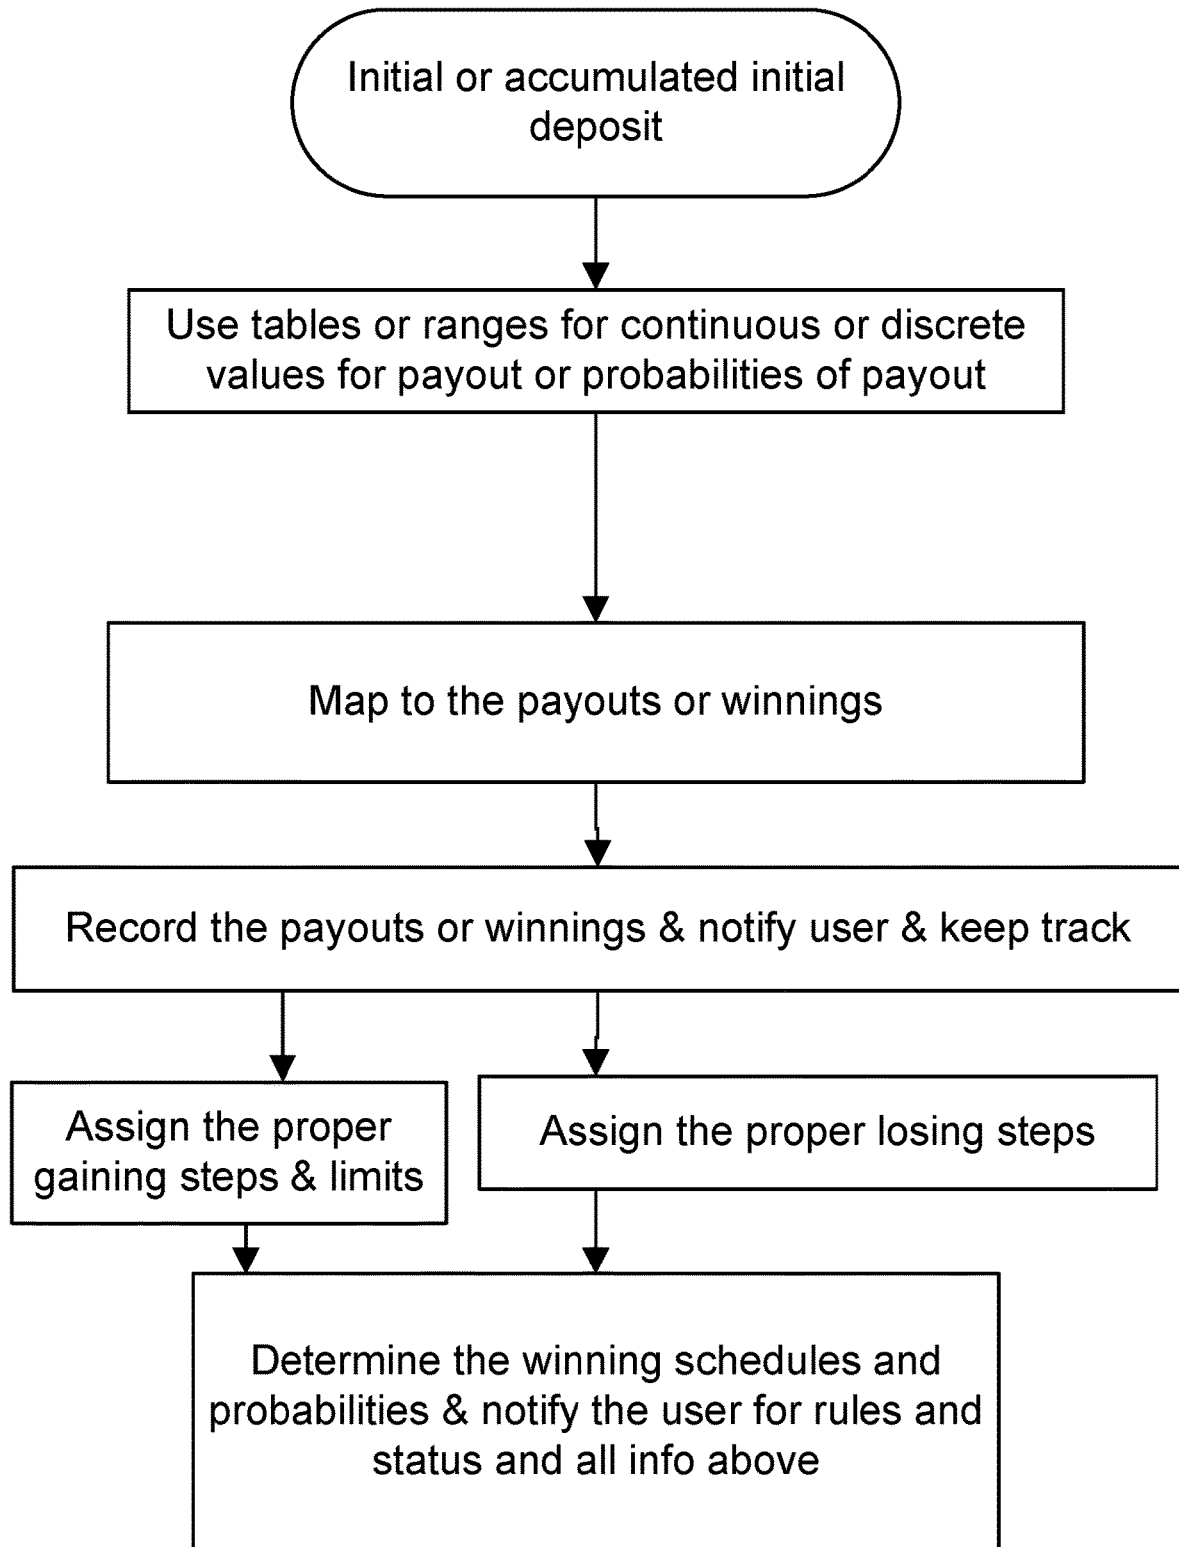 Initial or accumulated initial
deposit
Use tables or ranges for continuous or discrete
values for payout or probabilities of payout
Map to the payouts or winnings
Record the payouts or winnings & notify user & keep track
Assign the proper
gaining steps & limits
Assign the proper losing steps
Determine the winning schedules and
probabilities & notify the user for rules and
status and all info above